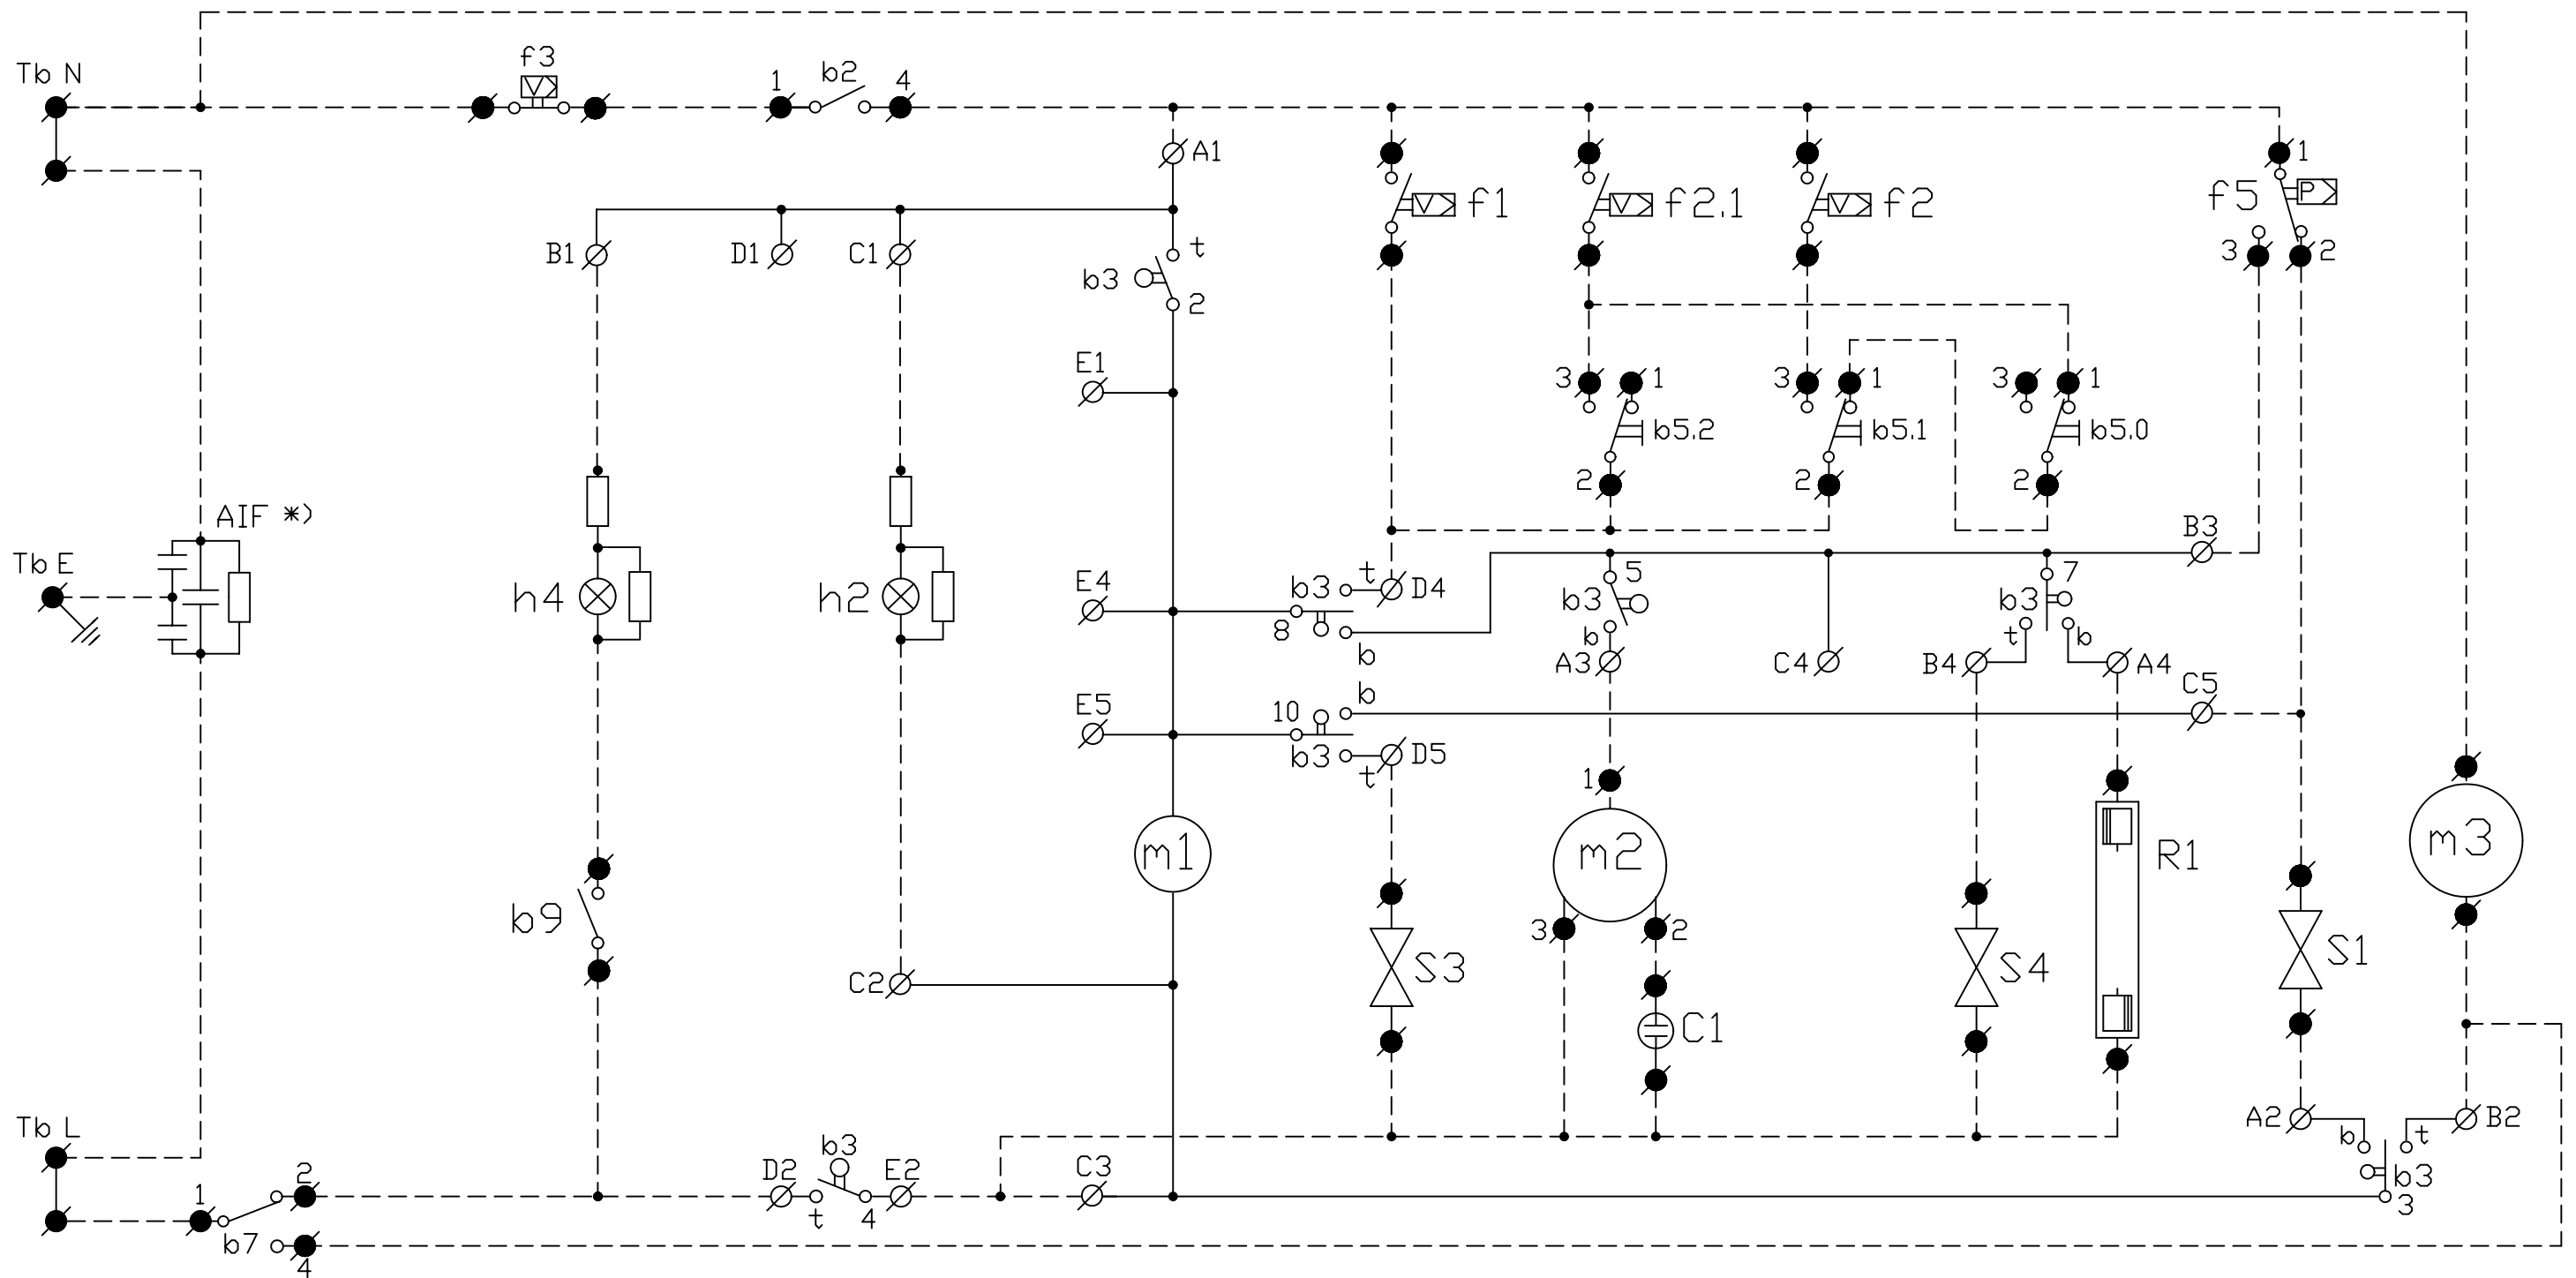 f3
Tb N
1
b2
4
A1
1
f1
f2.1
f2
f5
P
t
B1
D1
C1
b3
3
2
2
E1
3
1
3
1
3
1
b5.2
b5.1
b5.0
2
2
2
AIF *)
B3
Tb E
E4
b3
t
D4
5
7
h4
h2
b3
b3
8
b
t
b
b
A3
C4
B4
A4
E5
10
b
C5
b3
t
D5
1
m1
m2
R1
m3
b9
3
2
S3
S4
S1
C2
C1
Tb L
b3
A2
B2
b
t
2
D2
E2
C3
b3
1
t
4
3
b7
4